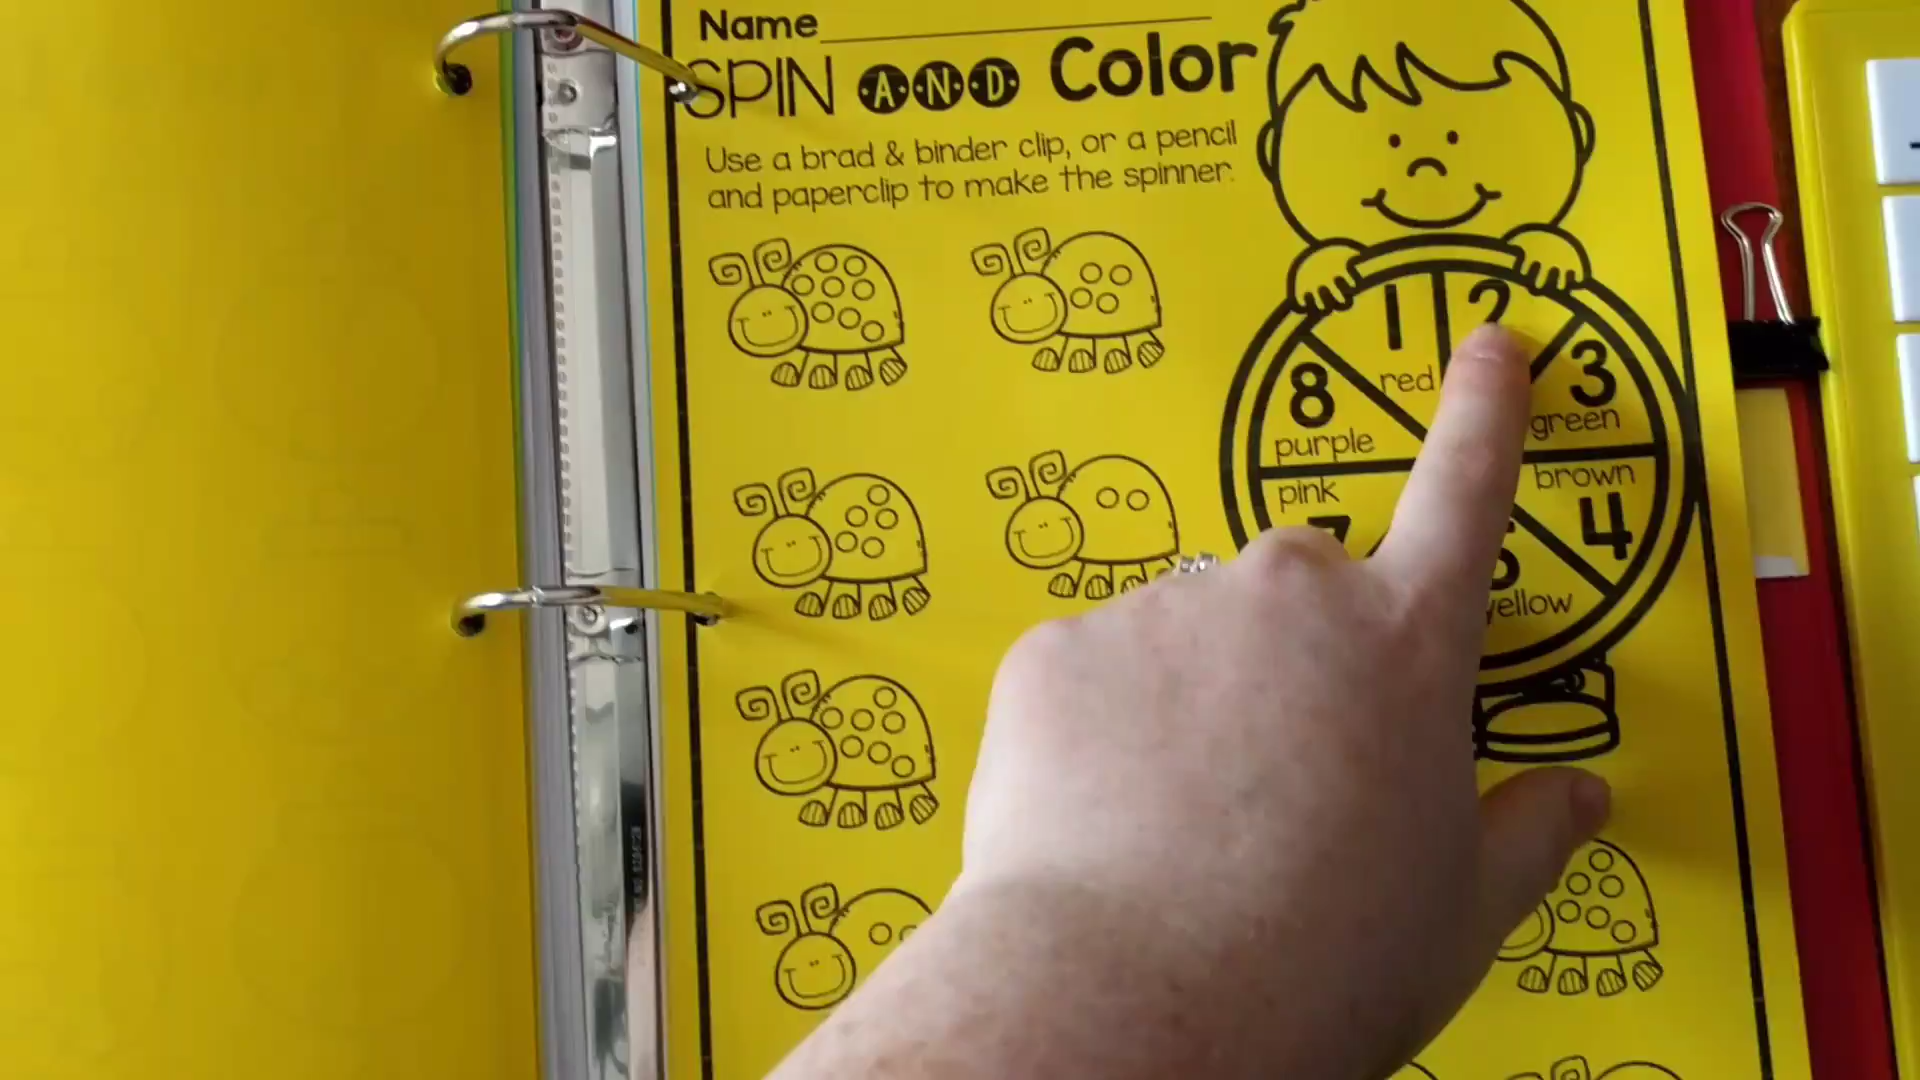 Name
SPIN AND Color
Use a brad & binder clip, or a pencil
and paperclip to make the spinner.
1 red
2
3 green
brown 4
yellow
pink
8 purple